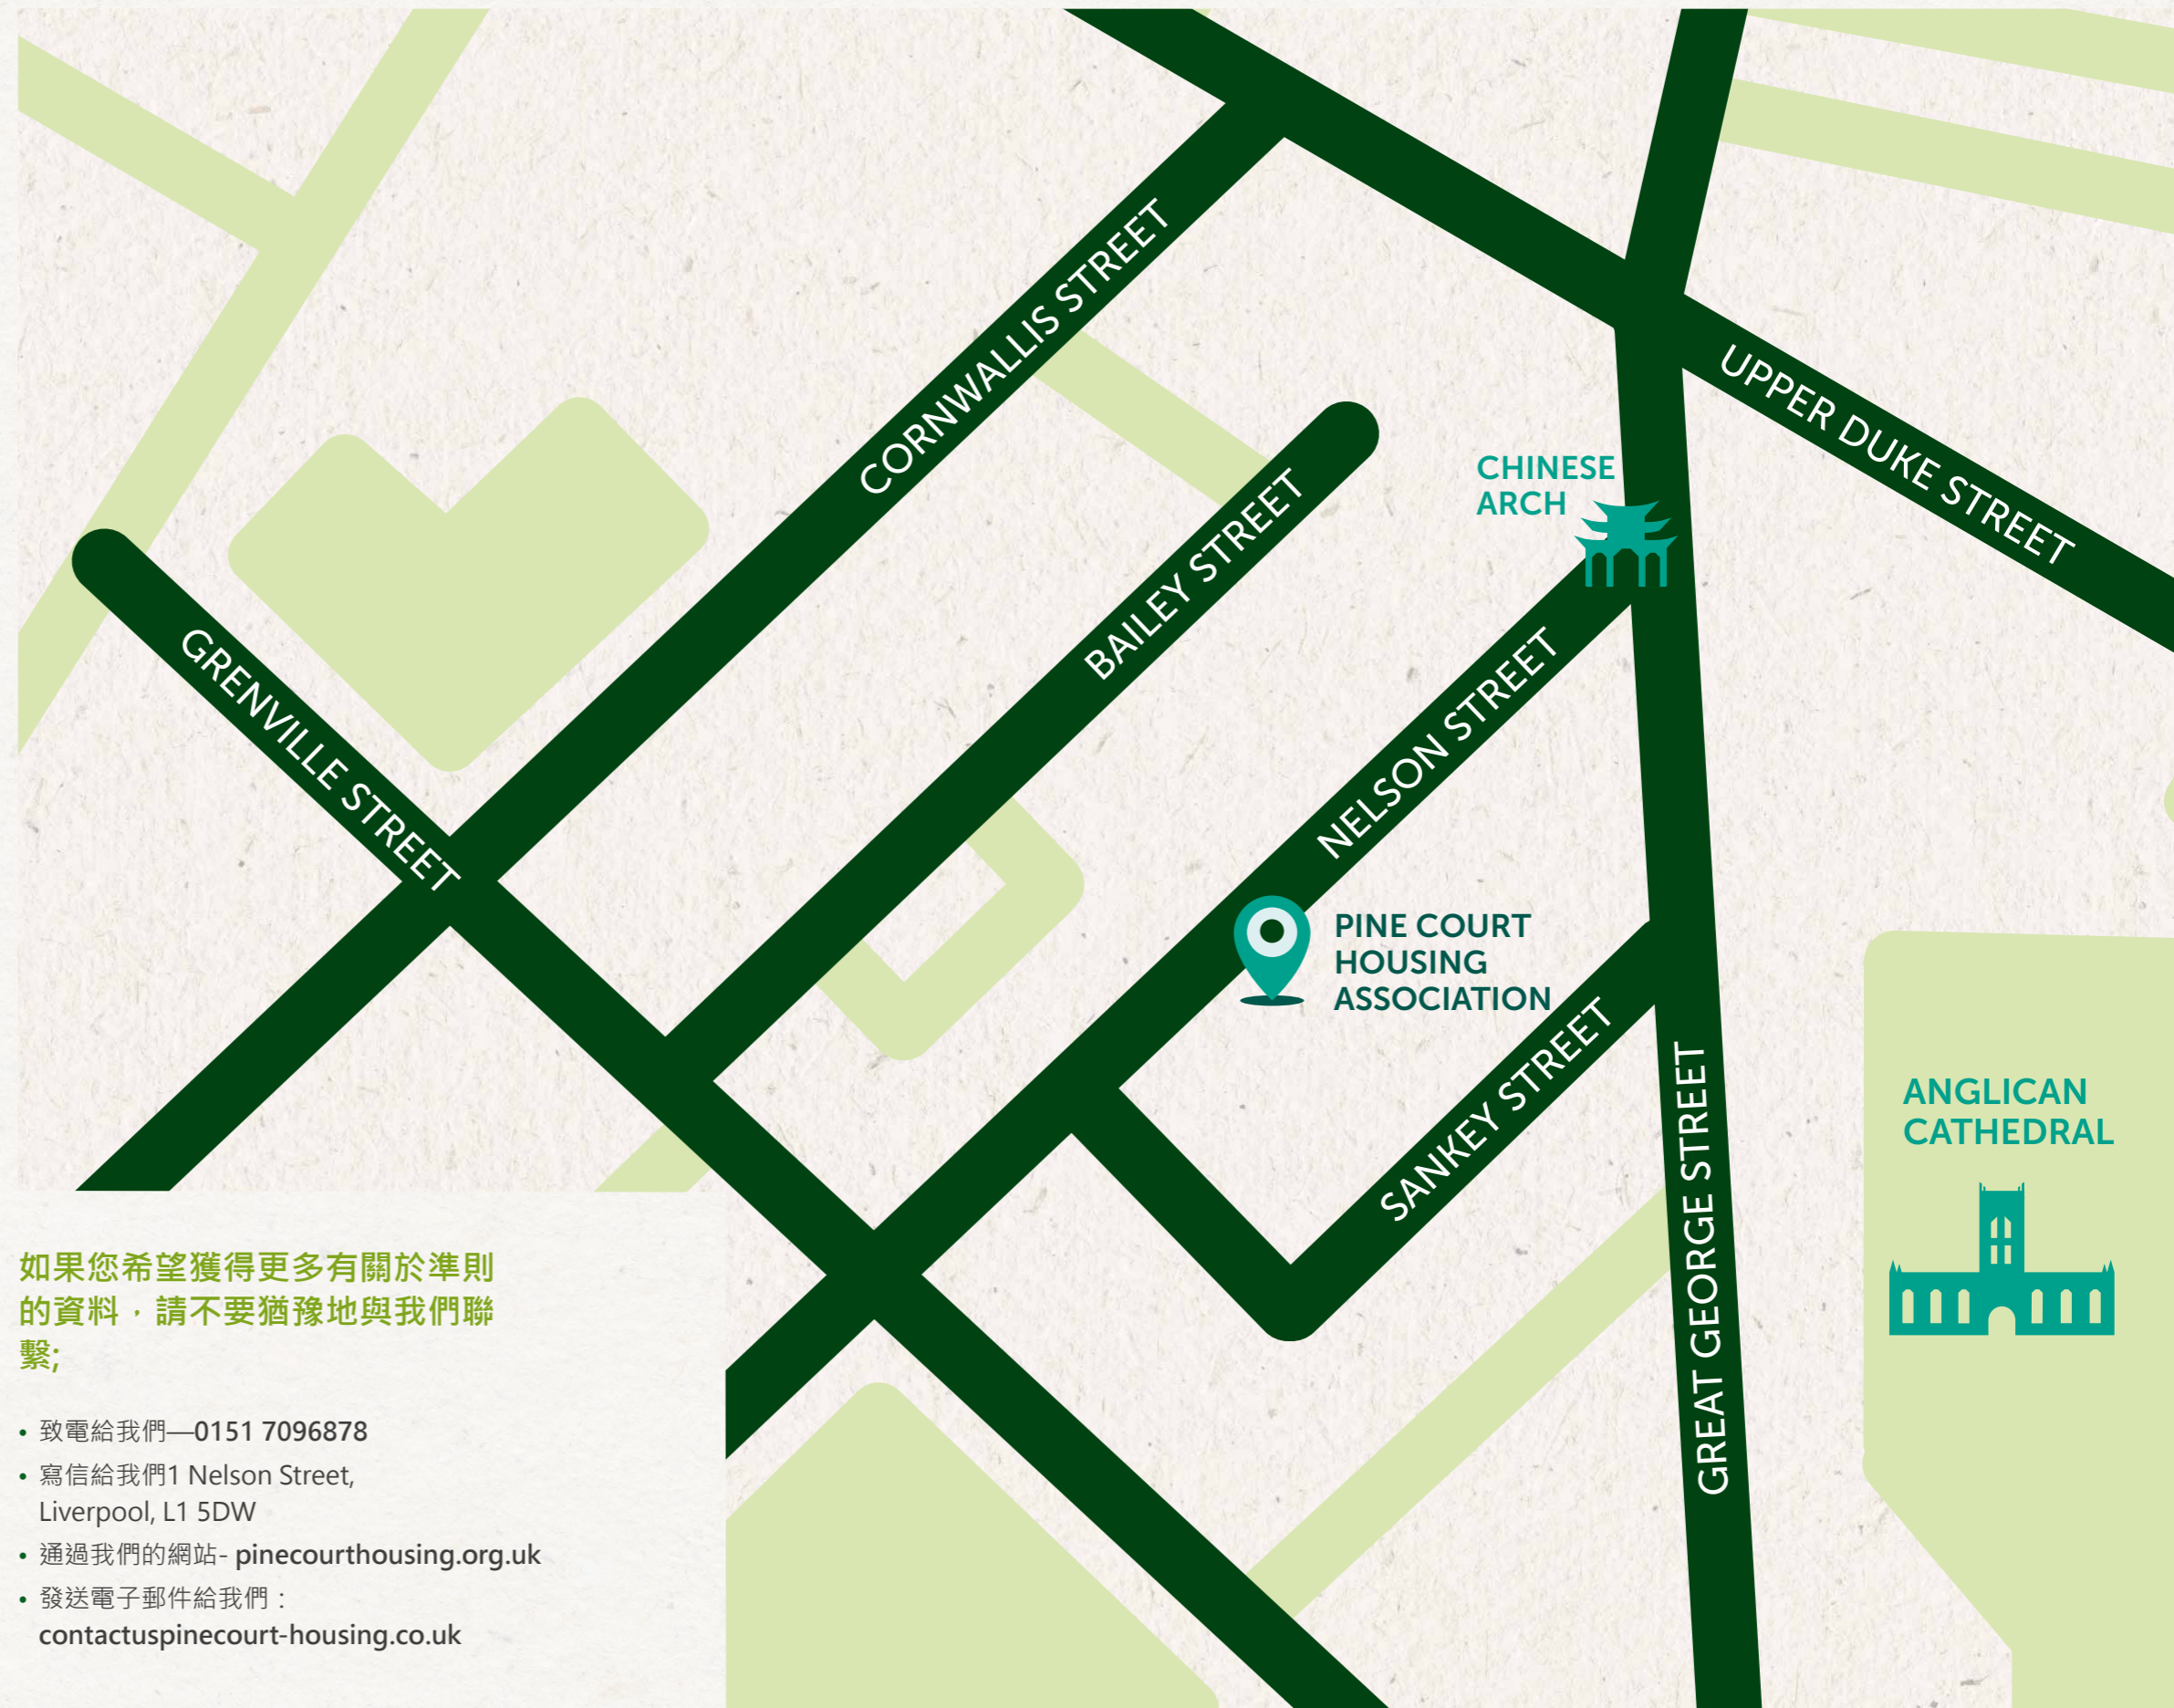 CORNWALLIS STREET
UPPER DUKE STREET
CHINESE
ARCH
BAILEY STREET
GRENVILLE STREET
NELSON STREET
PINE COURT
HOUSING
ASSOCIATION
SANKEY STREET
GREAT GEORGE STREET
ANGLICAN
CATHEDRAL
如果您希望獲得更多有關於準則
的資料，請不要猶豫地與我們聯
繫;
• 致電給我們—0151 7096878
• 寫信給我們1 Nelson Street,
Liverpool, L1 5DW
• 通過我們的網站- pinecourthousing.org.uk
• 發送電子郵件給我們：
contactuspinecourt-housing.co.uk